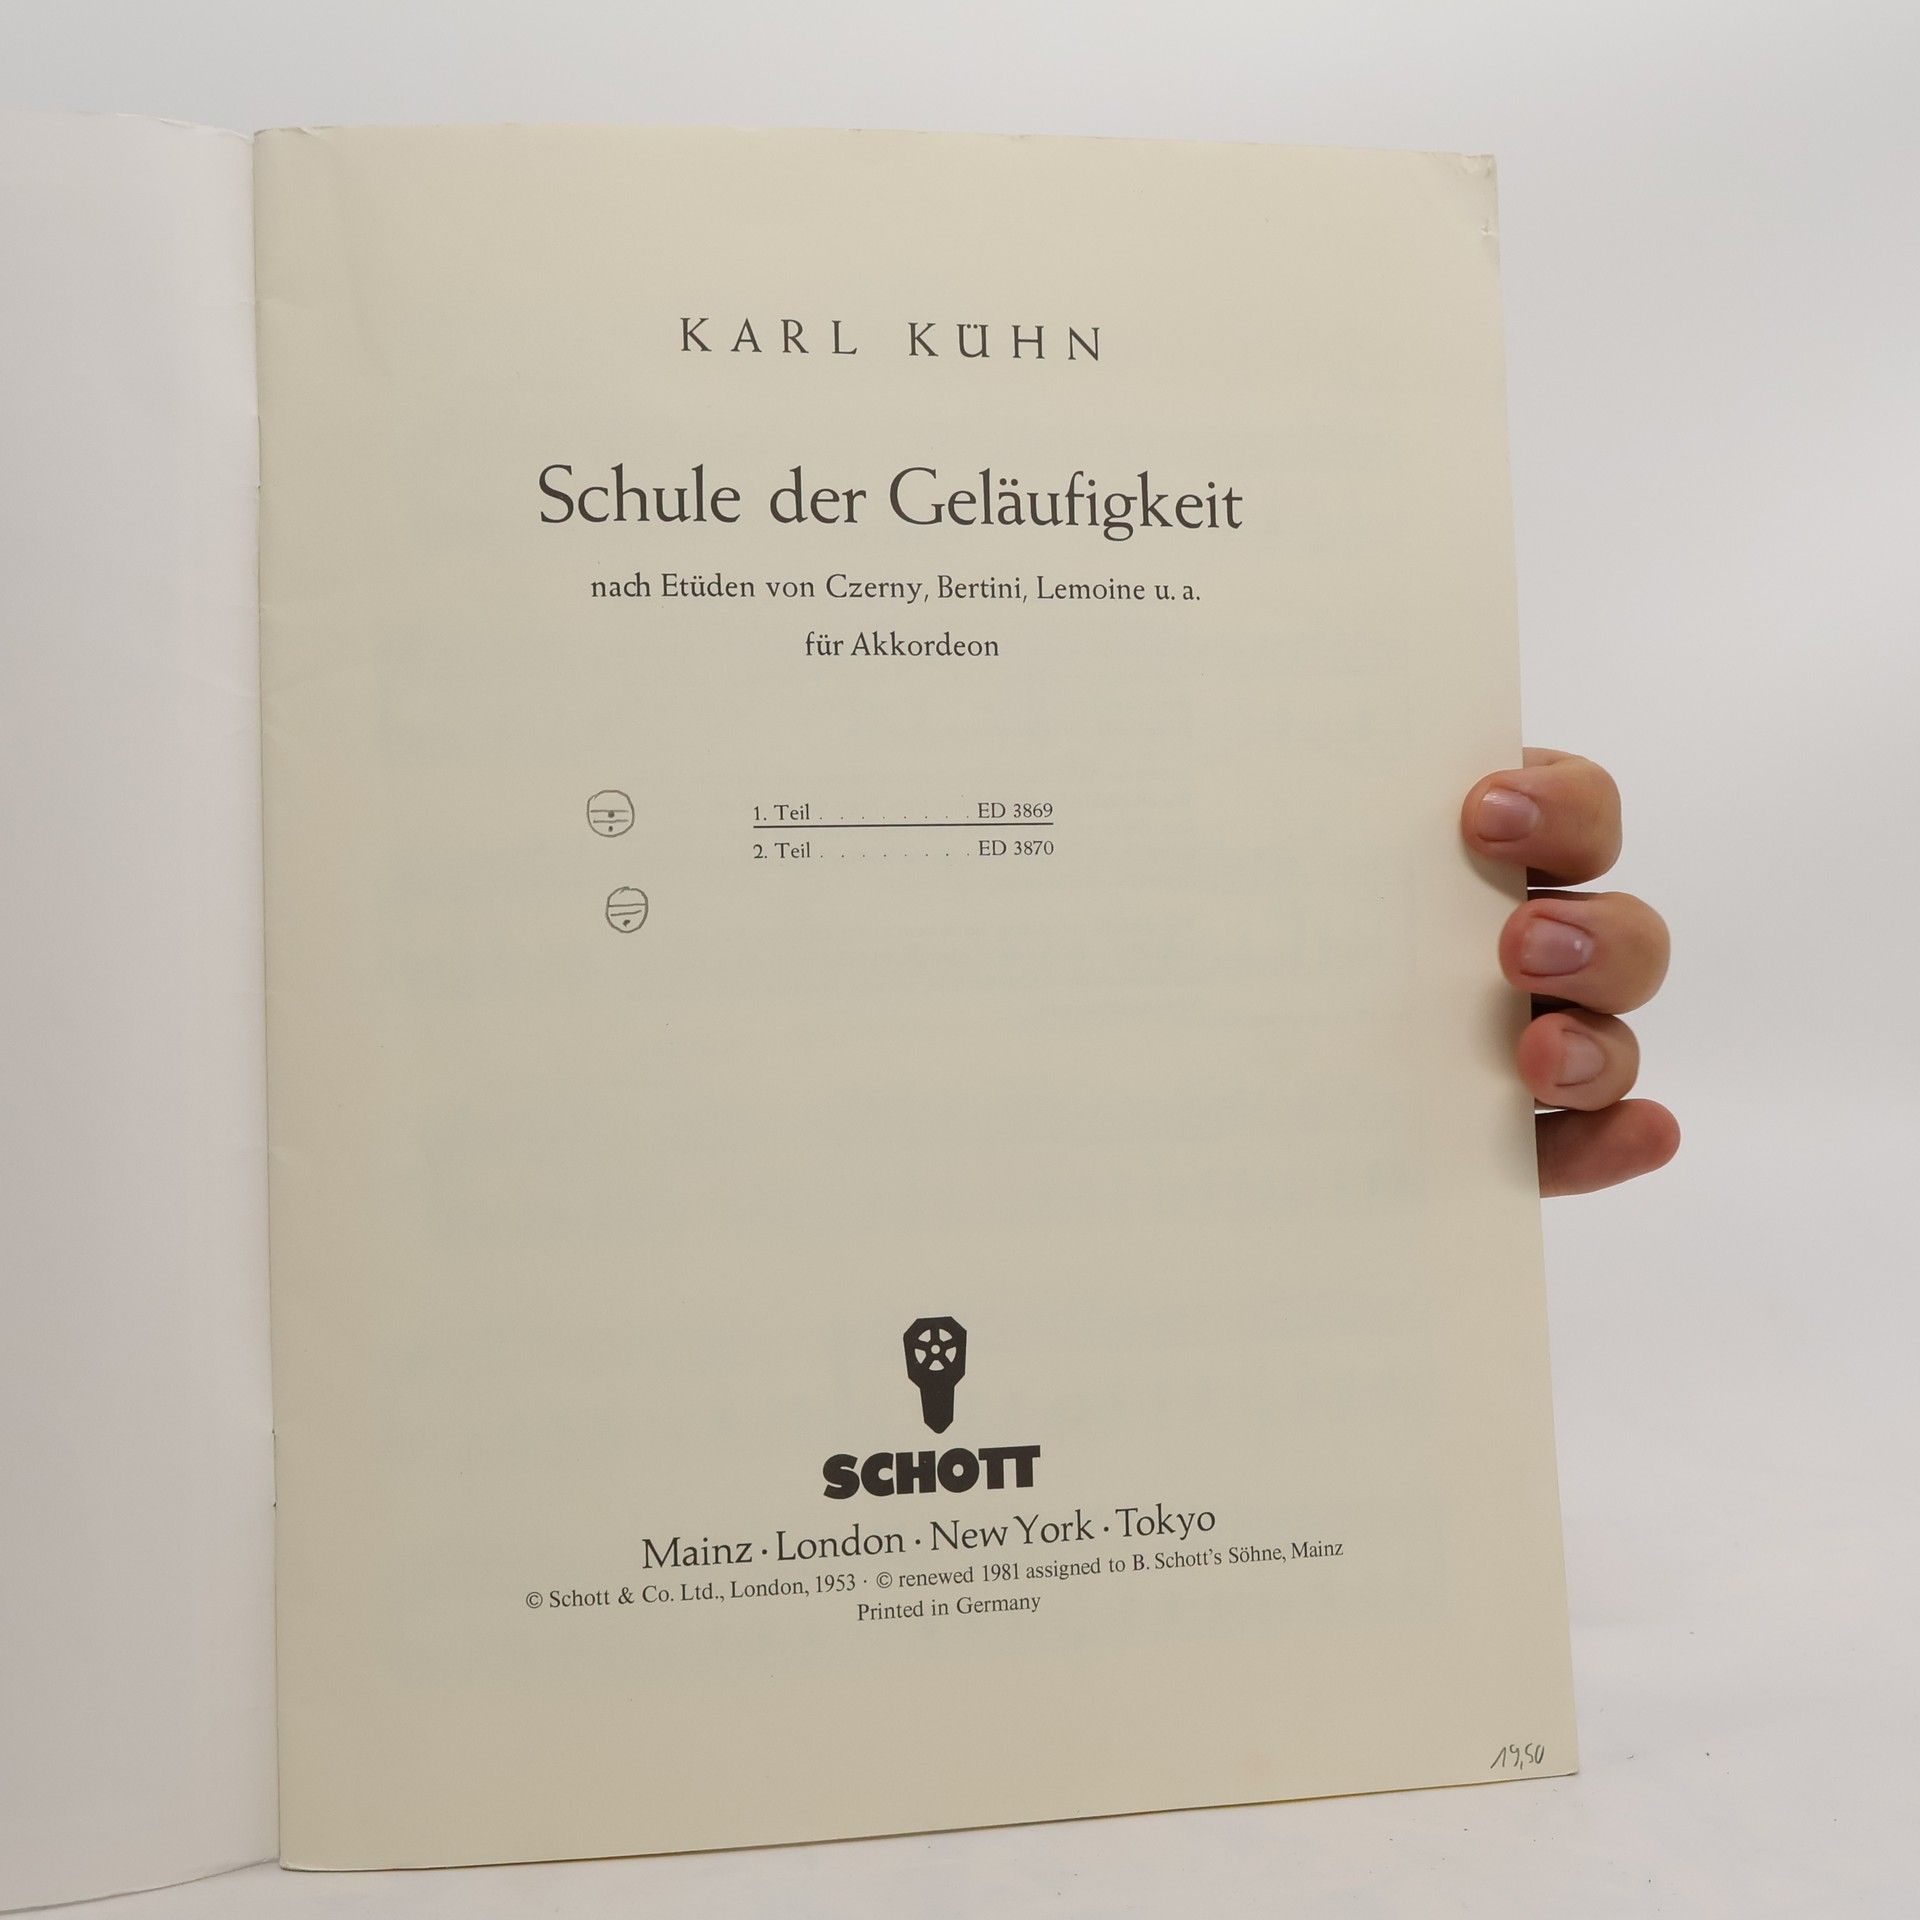 KARL KÜHN
Schule der Geläufigkeit
nach Etüden von Czerny, Bertini, Lemoine u. a.
für Akkordeon
1. Teil . . . . . . . . ED 3869
2. Teil . . . . . . . . ED 3870
SCHOTT
Mainz · London · New York · Tokyo
© Schott & Co. Ltd., London, 1953 · © renewed 1981 assigned to B. Schott's Söhne, Mainz
Printed in Germany
19,50